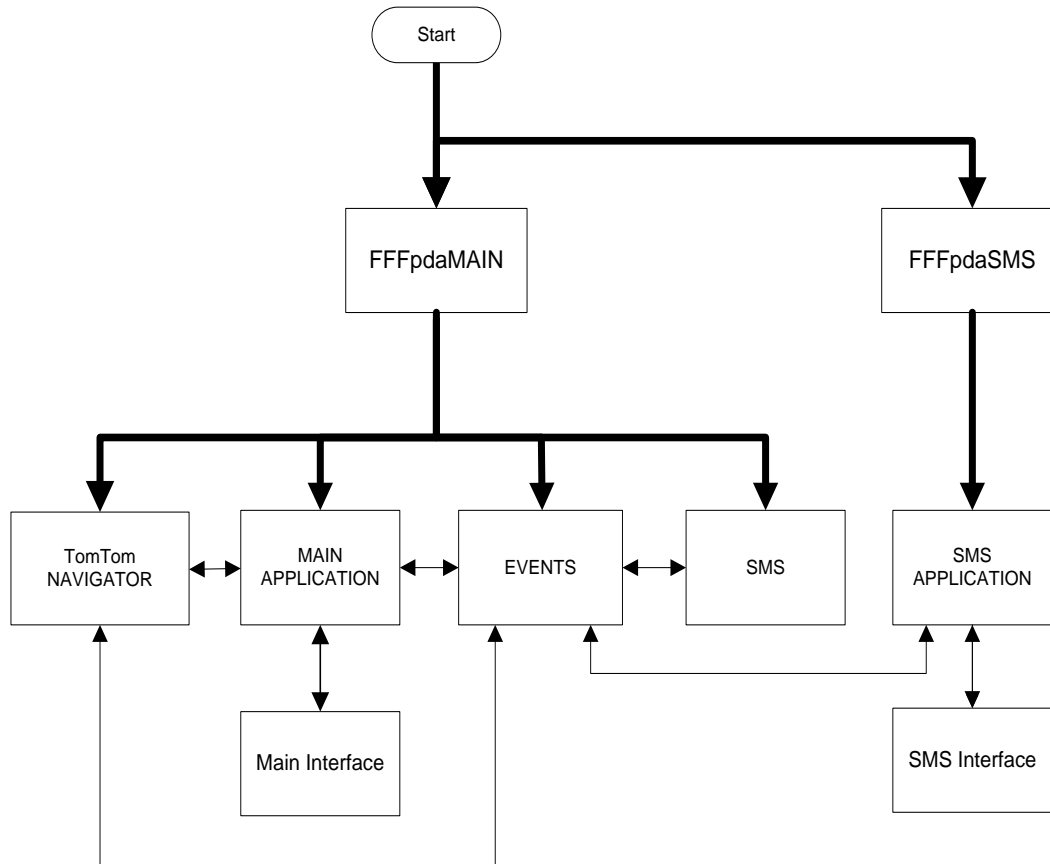 Start
FFFpdaMAIN
FFFpdaSMS
TomTom
NAVIGATOR
MAIN
APPLICATION
EVENTS
SMS
SMS
APPLICATION
Main Interface
SMS Interface